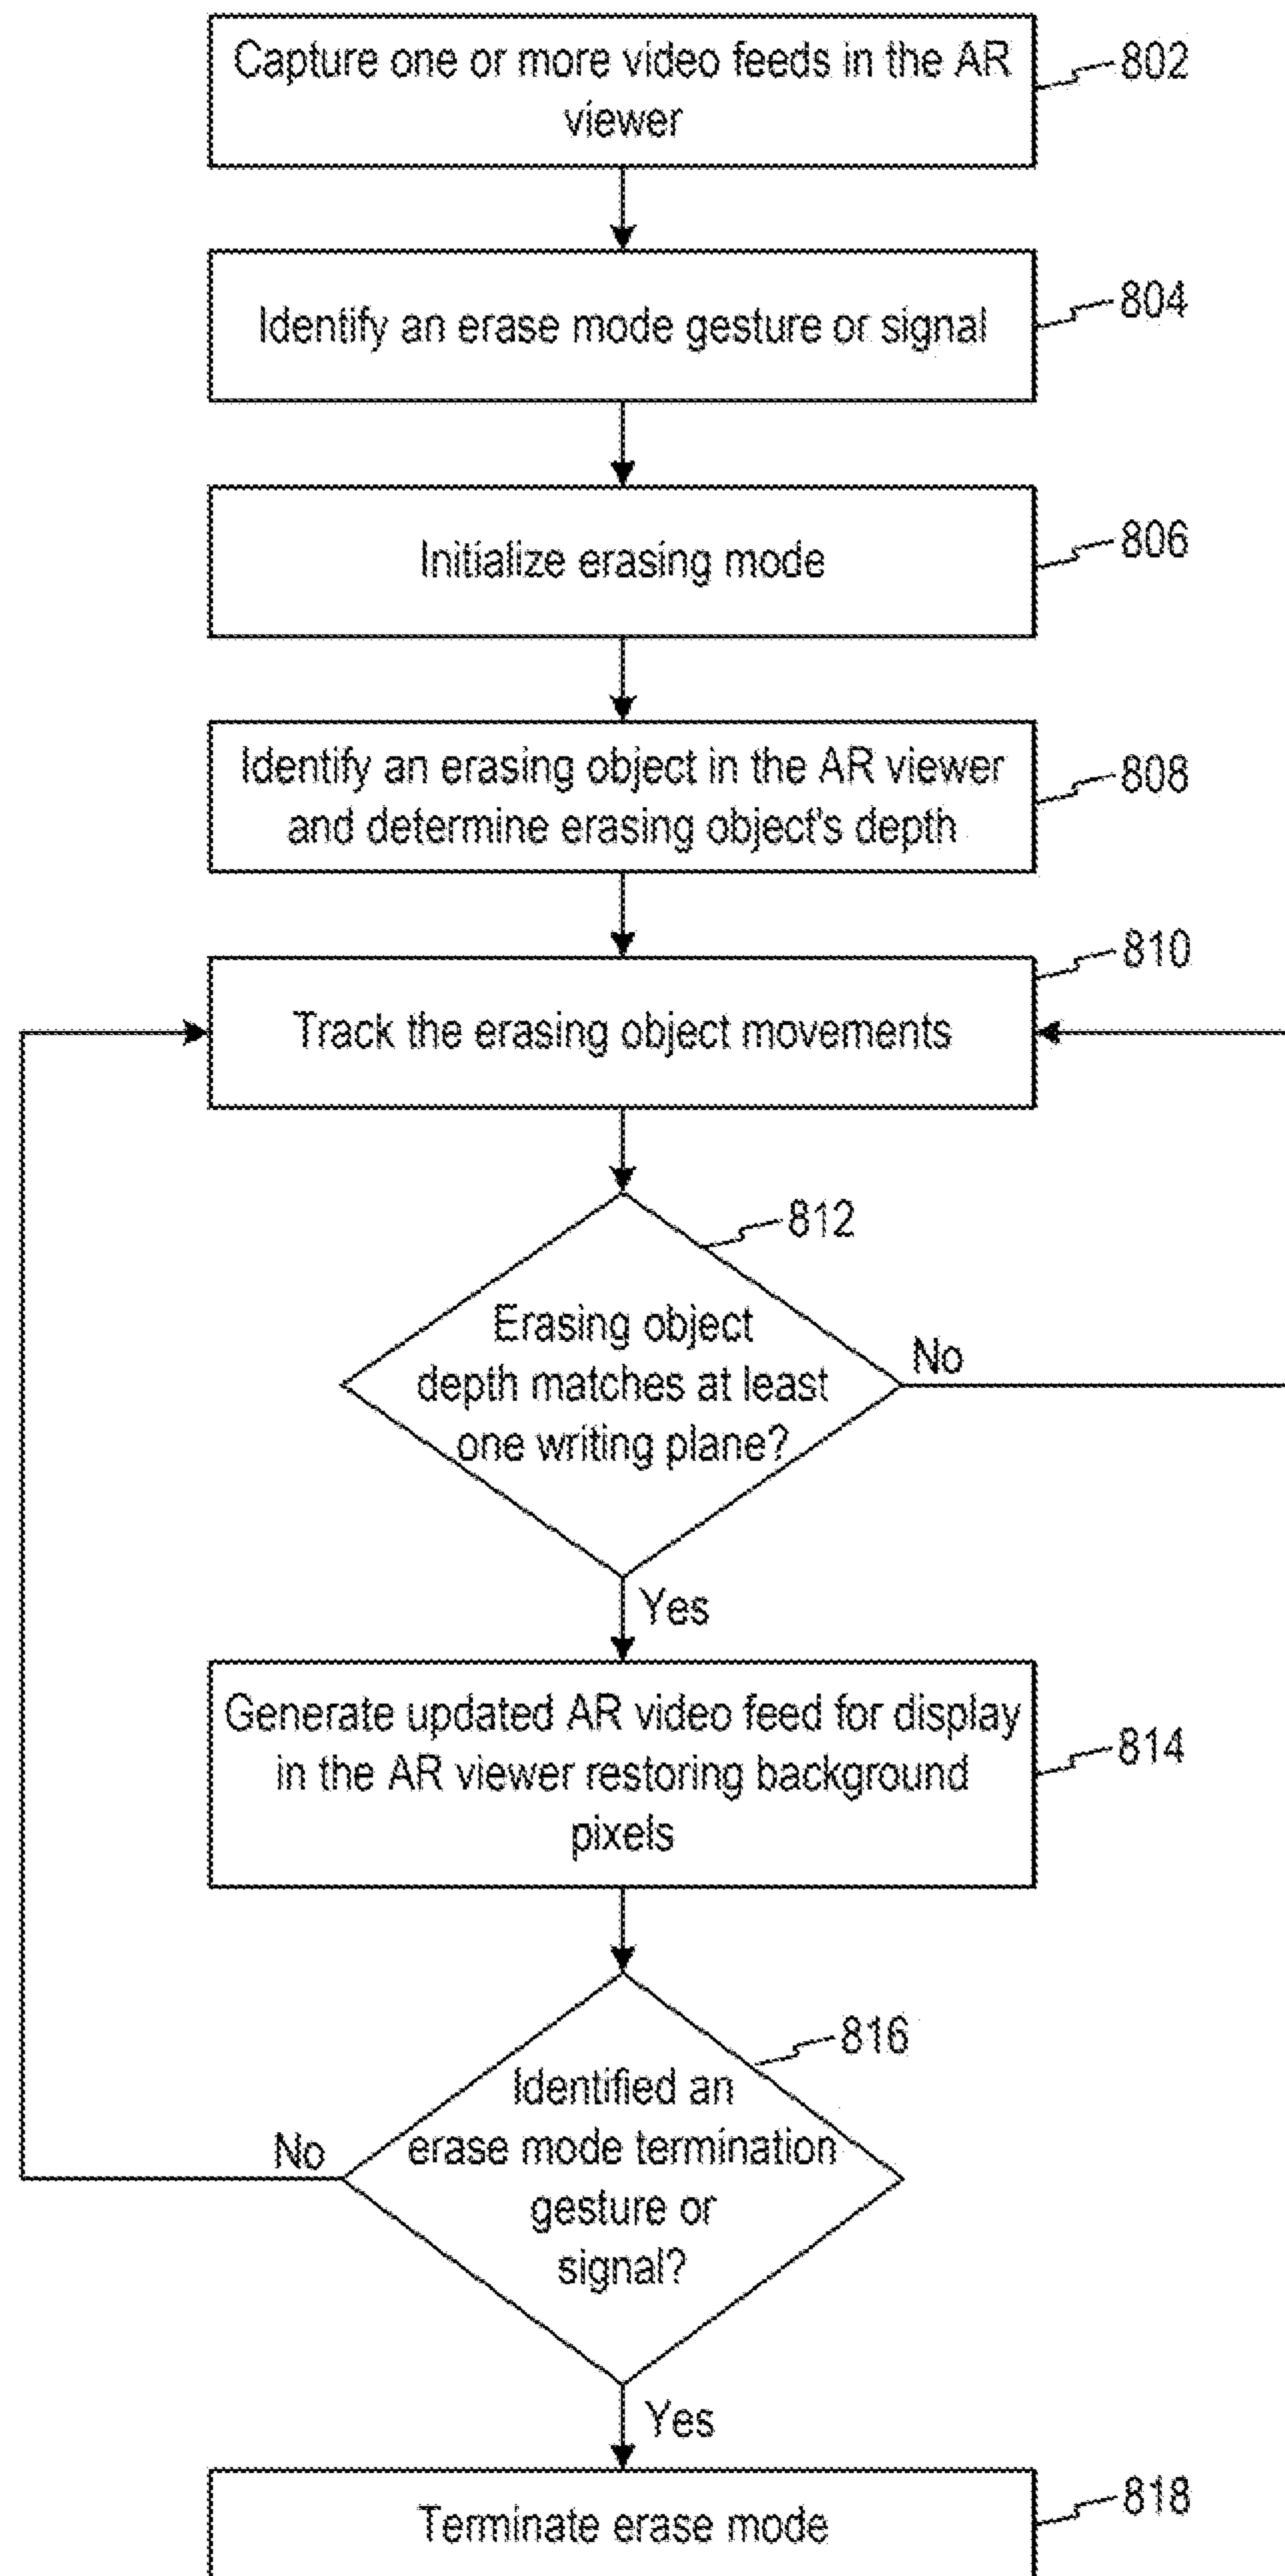 Capture one or more video feeds in the AR
viewer
802
Identify an erase mode gesture or signal
804
Initialize erasing mode
806
Identify an erasing object in the AR viewer
and determine erasing object's depth
808
Track the erasing object movements
810
812
Erasing object
depth matches at least
one writing plane?
No
Yes
Generate updated AR video feed for display
in the AR viewer restoring background
pixels
814
816
Identified an
erase mode termination
gesture or
signal?
No
Yes
Terminate erase mode
818